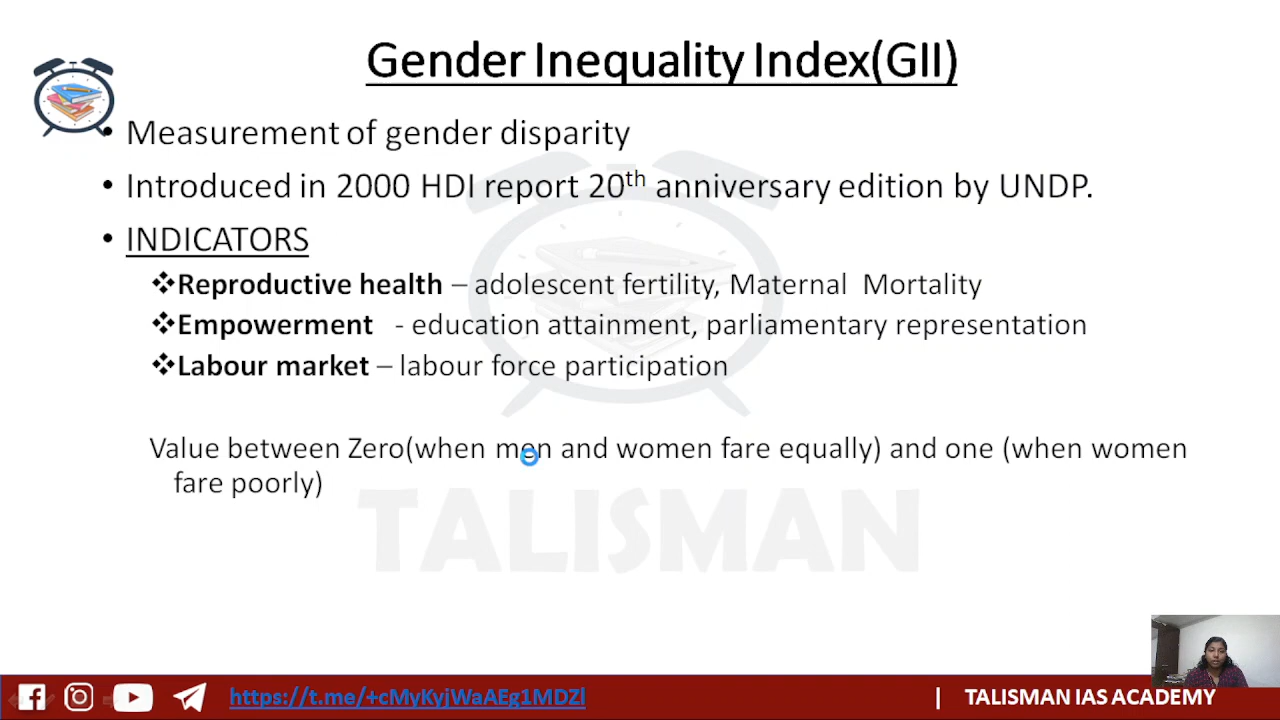 Gender Inequality Index(GII)
• Measurement of gender disparity
• Introduced in 2000 HDI report 20th anniversary edition by UNDP.
• INDICATORS
❖Reproductive health – adolescent fertility, Maternal Mortality
❖Empowerment - education attainment, parliamentary representation
❖Labour market – labour force participation
Value between Zero(when men and women fare equally) and one (when women
fare poorly)
TALISMAN
https://t.me/+cMyKyjWaAEg1MDZl
| TALISMAN IAS ACADEMY